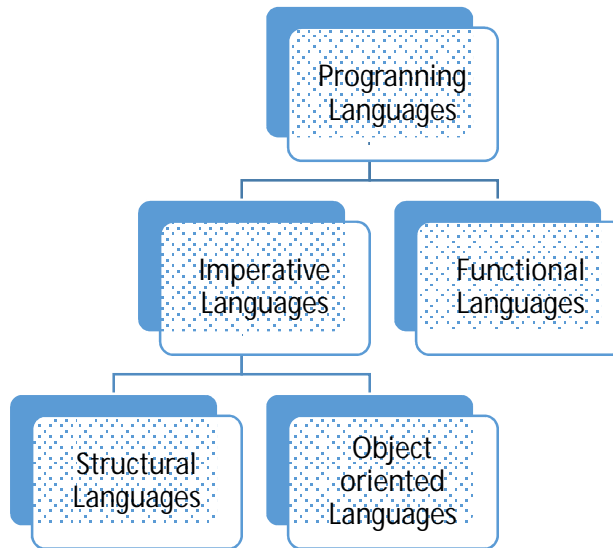 Progranning
Languages
Imperative
Languages
Functional
Languages
Structural
Languages
Object
oriented
Languages